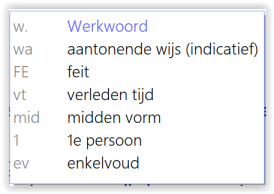 w. Werkwoord
wa aantonende wijs (indicatief)
FE feit
vt verleden tijd
mid midden vorm
1 1e persoon
ev enkelvoud